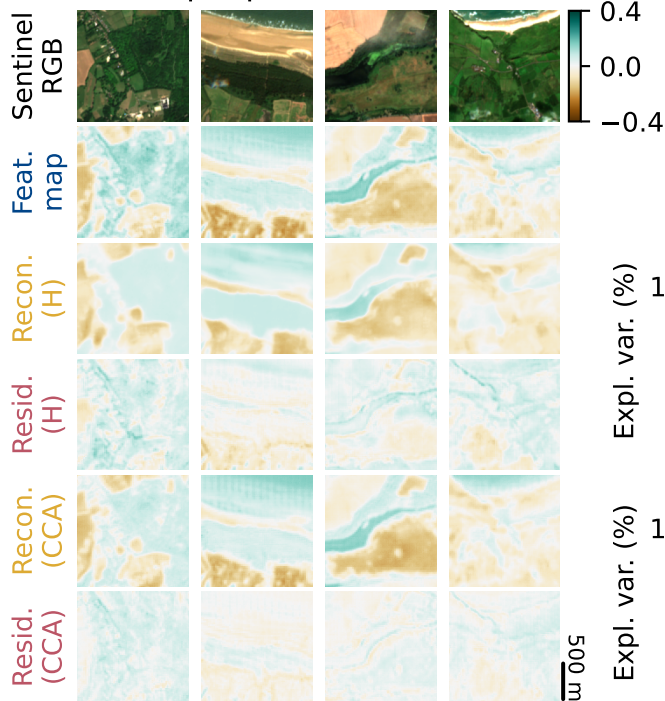 Sentinel
RGB
0.4
0.0
−0.4
Feat.
map
Recon.
(H)
Expl. var. (%)
1
Resid.
(H)
Recon.
(CCA)
Expl. var. (%)
1
Resid.
(CCA)
500 m